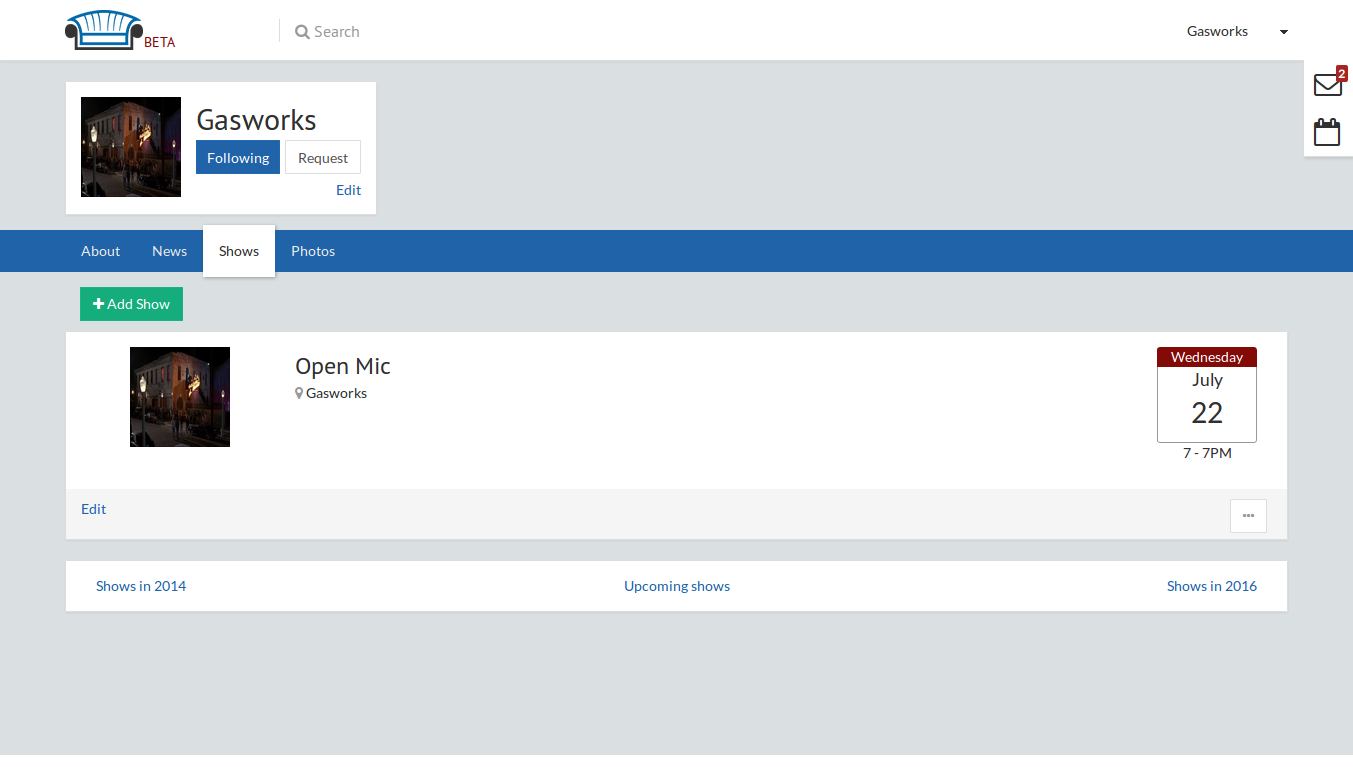 BETA
Search
Gasworks
2
Gasworks
Following
Request
Edit
About
News
Shows
Photos
Add Show
Open Mic
Gasworks
Wednesday
July
22
7 - 7PM
Edit
Shows in 2014
Upcoming shows
Shows in 2016